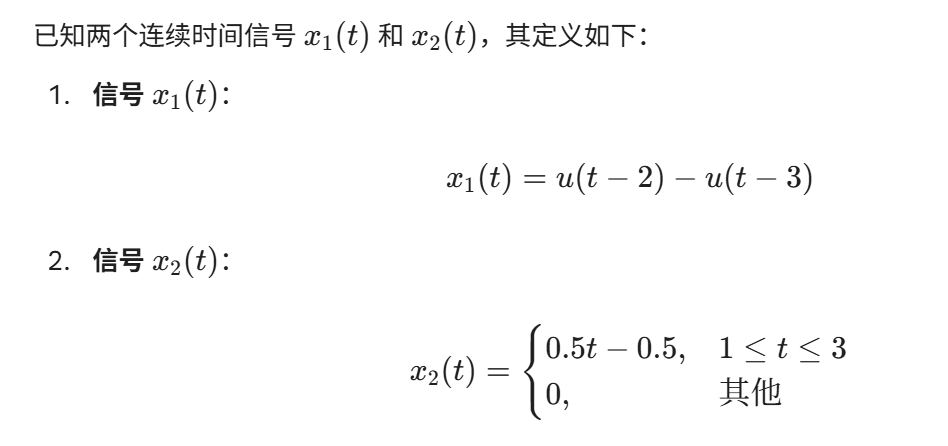 已知两个连续时间信号 x₁(t) 和 x₂(t)，其定义如下：
1. 信号 x₁(t)：
x₁(t) = u(t − 2) − u(t − 3)
2. 信号 x₂(t)：
x₂(t) = { 0.5t − 0.5, 1 ≤ t ≤ 3
0, 其他